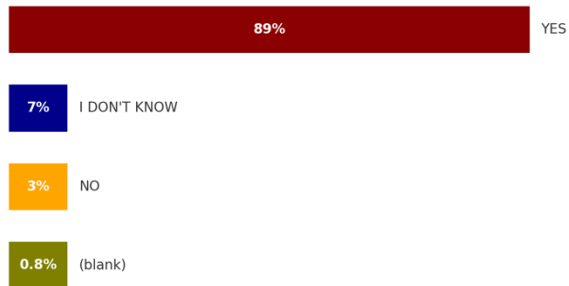 89% YES
7% I DON'T KNOW
3% NO
0.8% (blank)